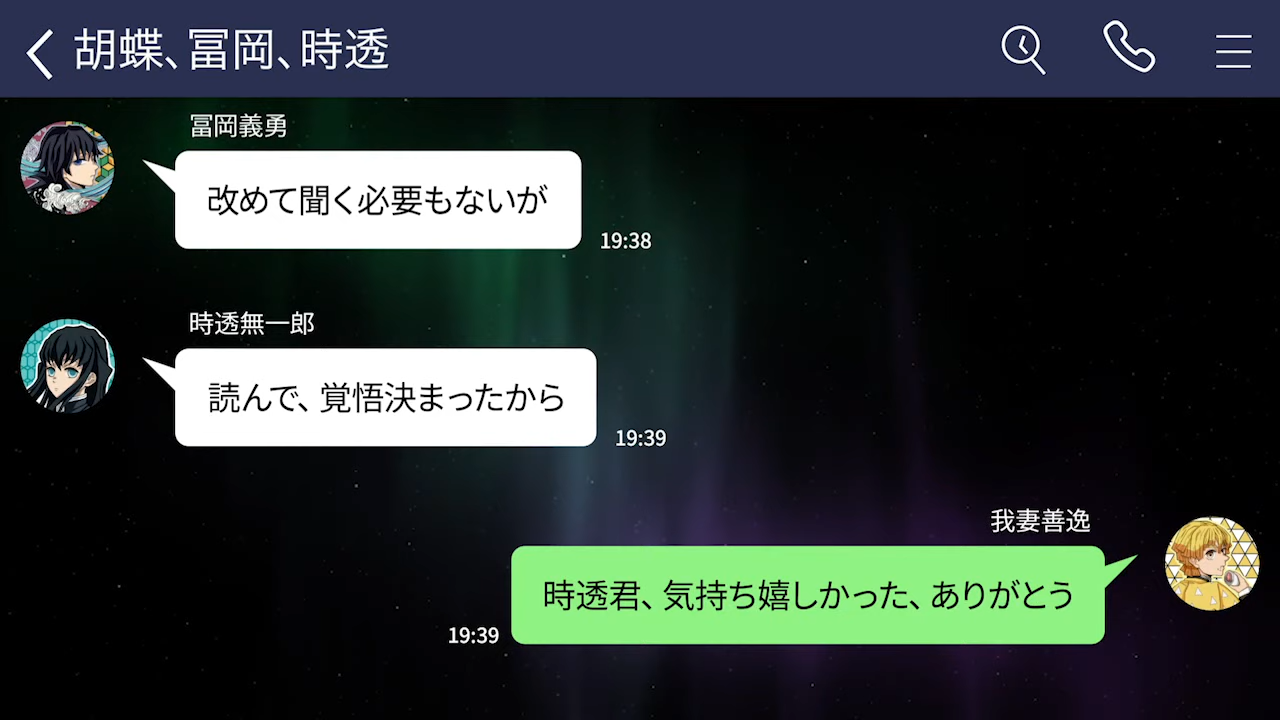 胡蝶、冨岡、時透
冨岡義勇
改めて聞く必要もないが
19:38
時透無一郎
読んで、覚悟決まったから
19:39
我妻善逸
時透君、気持ち嬉しかった、ありがとう
19:39